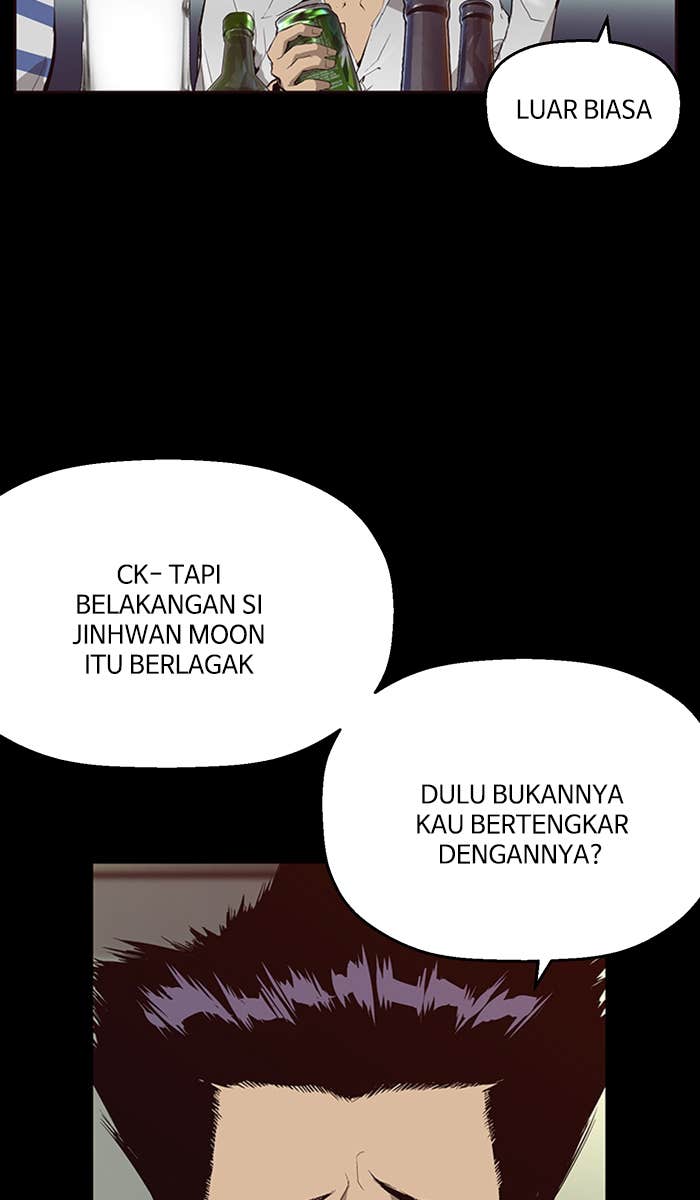 LUAR BIASA
CK- TAPI
BELAKANGAN SI
JINHWAN MOON
ITU BERLAGAK
DULU BUKANNYA
KAU BERTENGKAR
DENGANNYA?